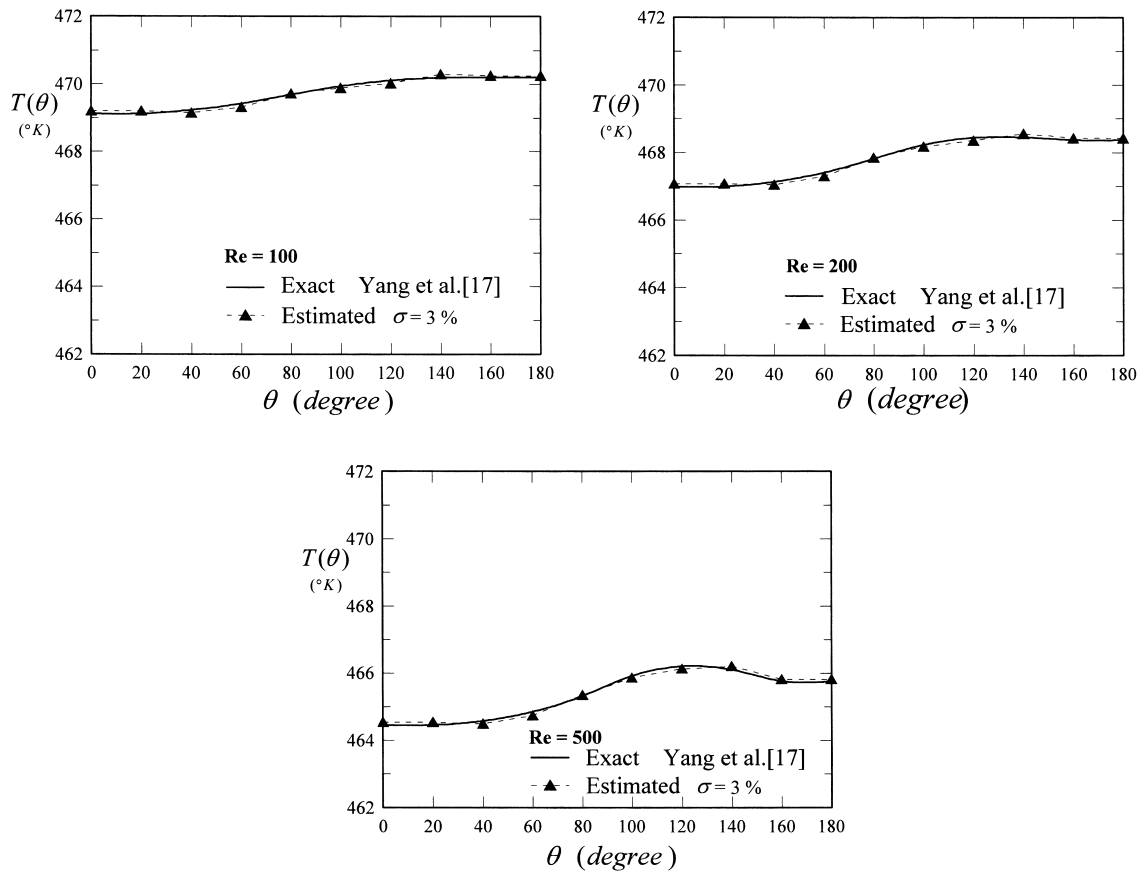 472
470
468
466
464
462
T(θ)
(°K)
Re = 100
Exact Yang et al.[17]
Estimated σ = 3 %
0 20 40 60 80 100 120 140 160 180
θ (degree)
472
470
468
466
464
462
T(θ)
(°K)
Re = 200
Exact Yang et al.[17]
Estimated σ = 3 %
0 20 40 60 80 100 120 140 160 180
θ (degree)
472
470
468
466
464
462
T(θ)
(°K)
Re = 500
Exact Yang et al.[17]
Estimated σ = 3 %
0 20 40 60 80 100 120 140 160 180
θ (degree)